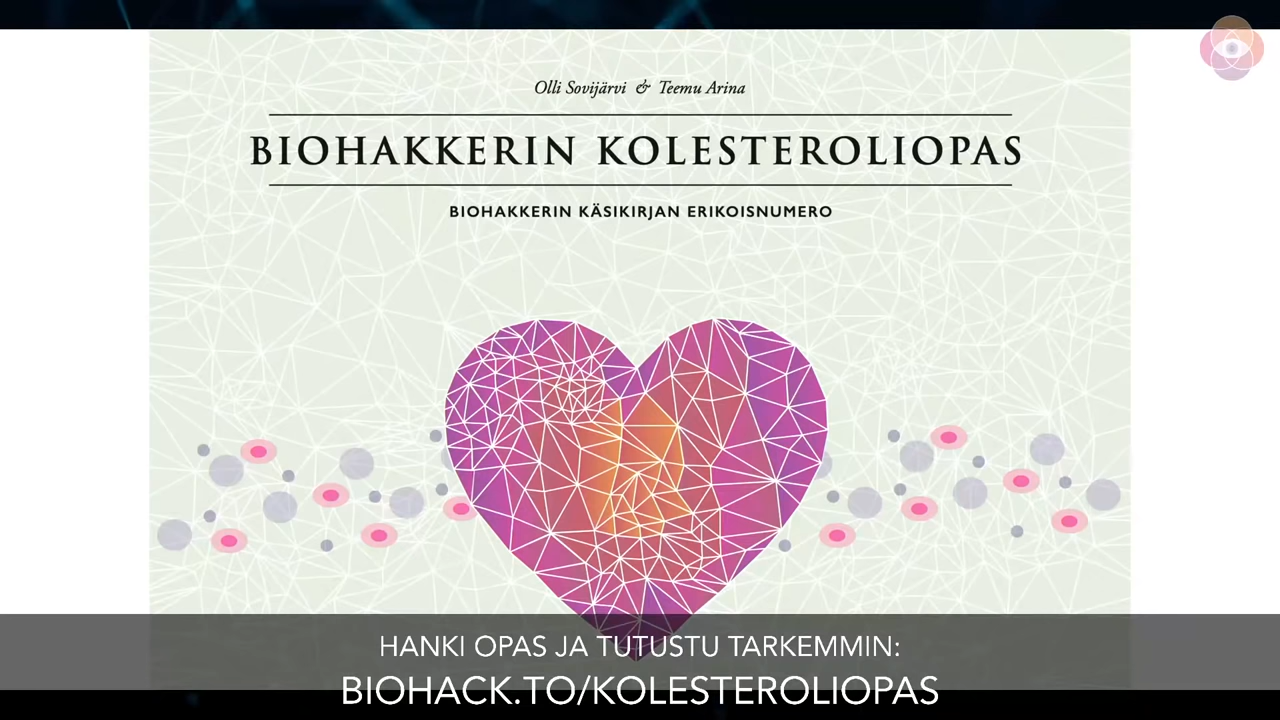 Olli Sovijärvi & Teemu Arina
BIOHAKKERIN KOLESTEROLIOPAS
BIOHAKKERIN KÄSIKIRJAN ERIKOISNUMERO
HANKI OPAS JA TUTUSTU TARKEMMIN:
BIOHACK.TO/KOLESTEROLIOPAS